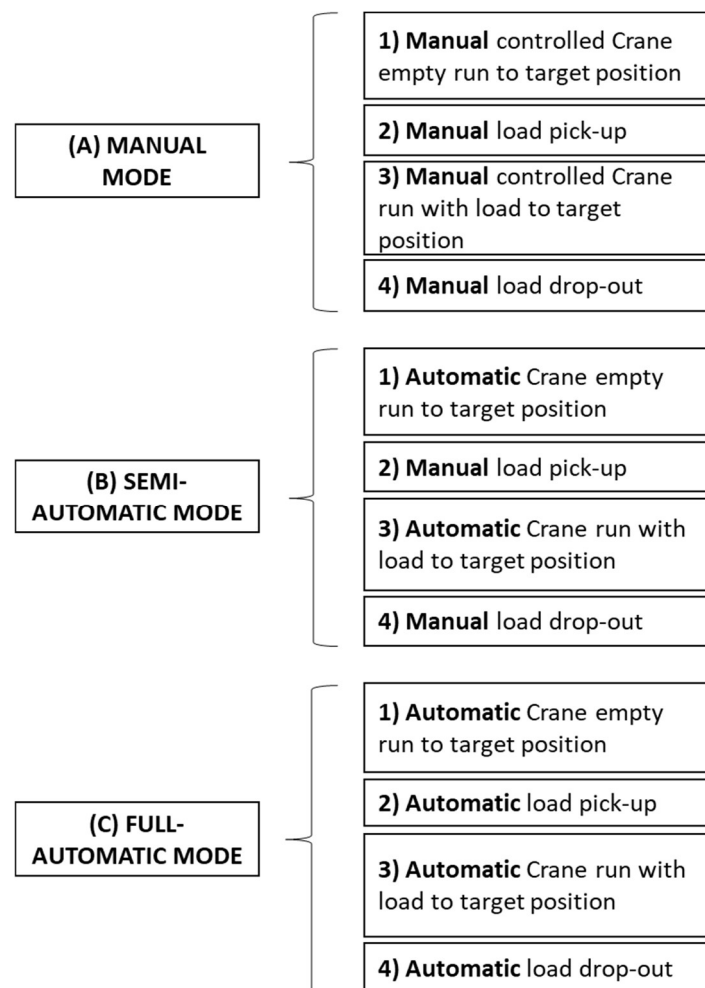 (A) MANUAL
MODE
1) Manual controlled Crane
empty run to target position
2) Manual load pick-up
3) Manual controlled Crane
run with load to target
position
4) Manual load drop-out
(B) SEMI-
AUTOMATIC MODE
1) Automatic Crane empty
run to target position
2) Manual load pick-up
3) Automatic Crane run with
load to target position
4) Manual load drop-out
(C) FULL-
AUTOMATIC MODE
1) Automatic Crane empty
run to target position
2) Automatic load pick-up
3) Automatic Crane run with
load to target position
4) Automatic load drop-out